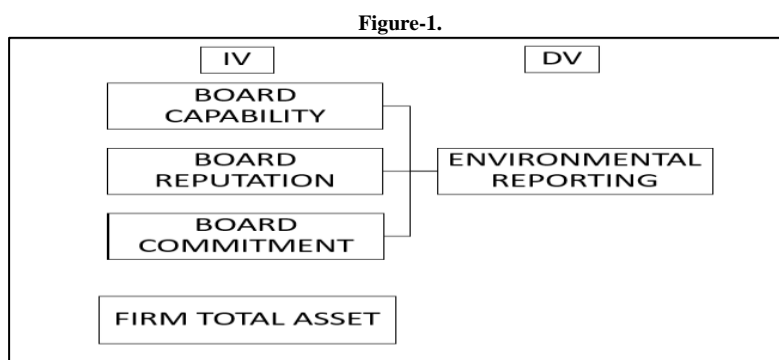 Figure-1.
IV
DV
BOARD
CAPABILITY
BOARD
REPUTATION
ENVIRONMENTAL
REPORTING
BOARD
COMMITMENT
FIRM TOTAL ASSET